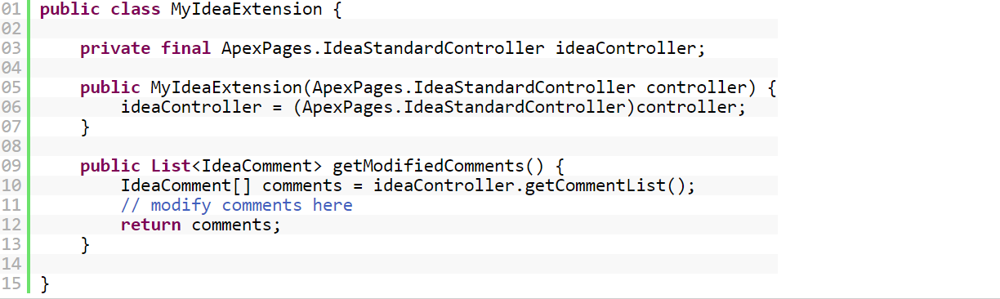 01 public class MyIdeaExtension {
02
03     private final ApexPages.IdeaStandardController ideaController;
04
05     public MyIdeaExtension(ApexPages.IdeaStandardController controller) {
06         ideaController = (ApexPages.IdeaStandardController)controller;
07     }
08
09     public List<IdeaComment> getModifiedComments() {
10         IdeaComment[] comments = ideaController.getCommentList();
11         // modify comments here
12         return comments;
13     }
14
15 }